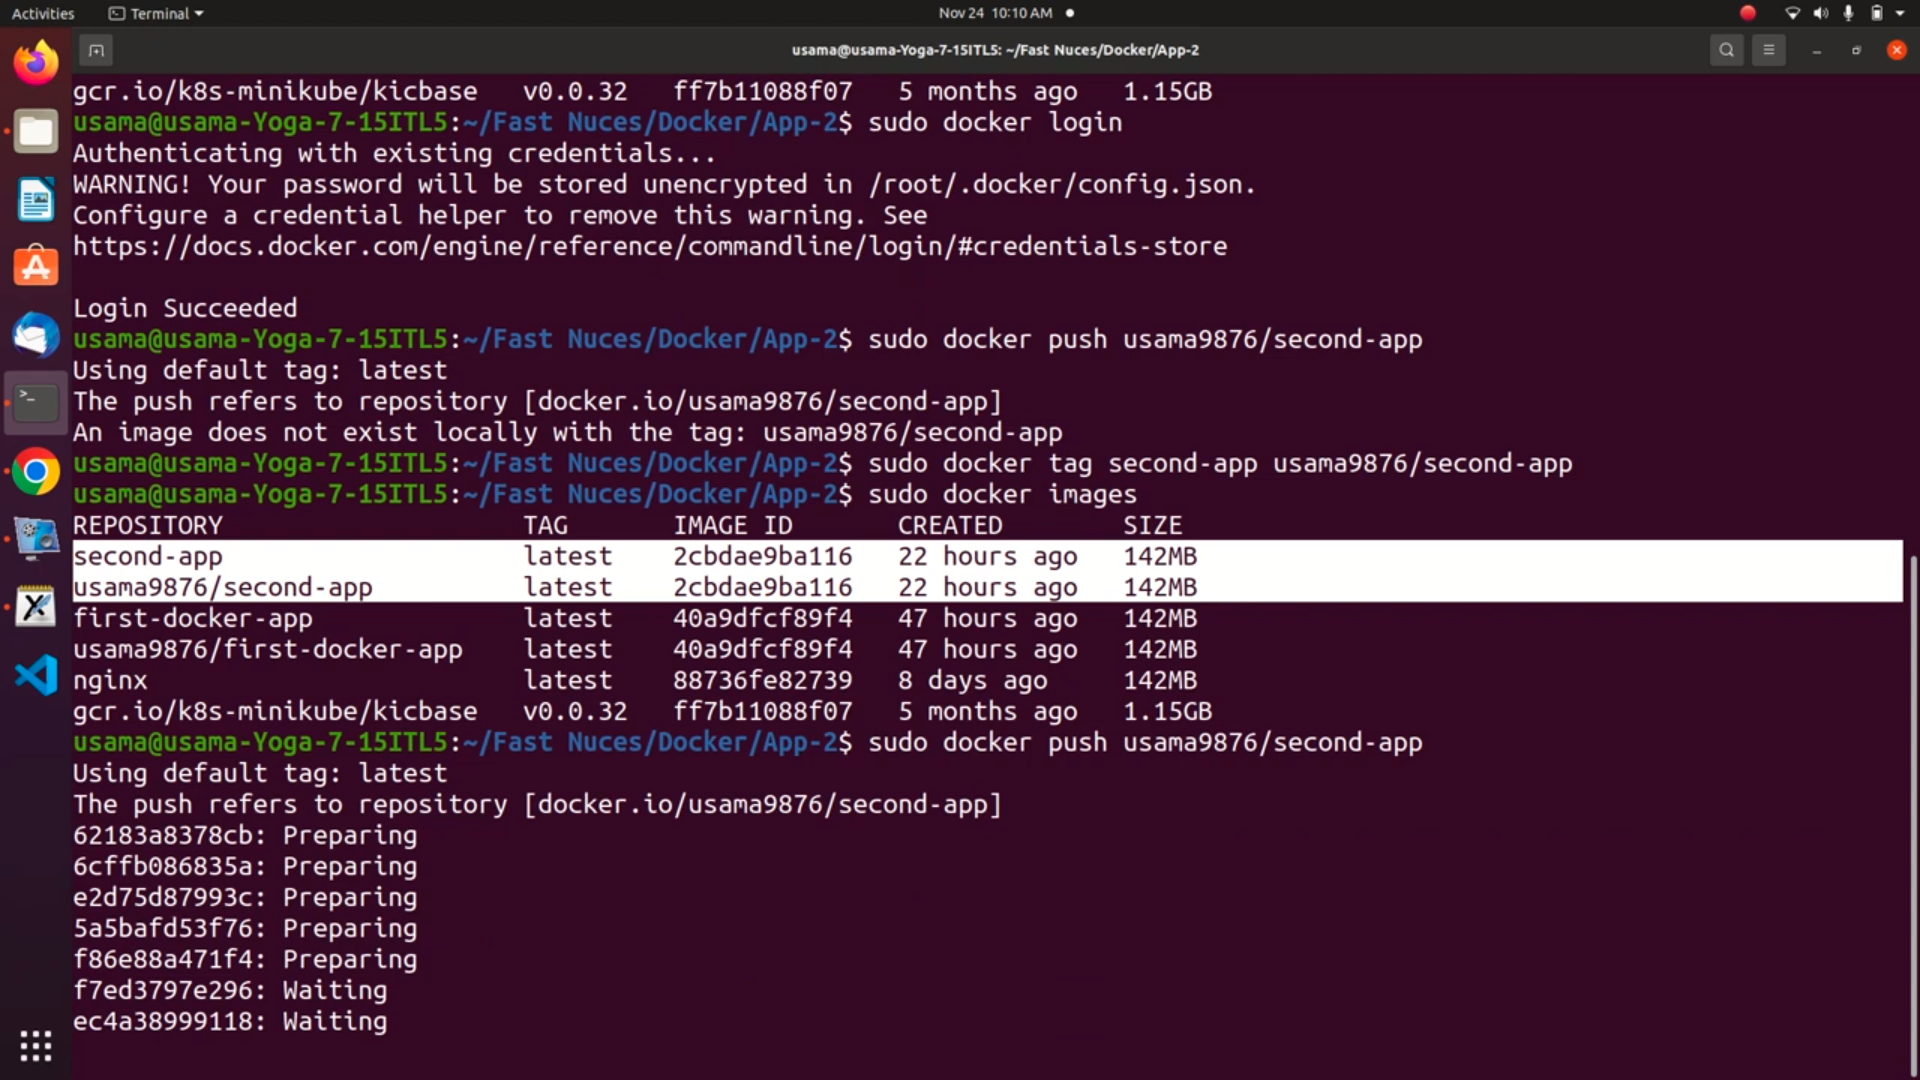 Activities Terminal Nov 24 10:10 AM
usama@usama-Yoga-7-15ITL5: ~/Fast Nuces/Docker/App-2
gcr.io/k8s-minikube/kicbase v0.0.32 ff7b11088f07 5 months ago 1.15GB
usama@usama-Yoga-7-15ITL5:~/Fast Nuces/Docker/App-2$ sudo docker login
Authenticating with existing credentials...
WARNING! Your password will be stored unencrypted in /root/.docker/config.json.
Configure a credential helper to remove this warning. See
https://docs.docker.com/engine/reference/commandline/login/#credentials-store
Login Succeeded
usama@usama-Yoga-7-15ITL5:~/Fast Nuces/Docker/App-2$ sudo docker push usama9876/second-app
Using default tag: latest
The push refers to repository [docker.io/usama9876/second-app]
An image does not exist locally with the tag: usama9876/second-app
usama@usama-Yoga-7-15ITL5:~/Fast Nuces/Docker/App-2$ sudo docker tag second-app usama9876/second-app
usama@usama-Yoga-7-15ITL5:~/Fast Nuces/Docker/App-2$ sudo docker images
REPOSITORY TAG IMAGE ID CREATED SIZE
second-app latest 2cbdae9ba116 22 hours ago 142MB
usama9876/second-app latest 2cbdae9ba116 22 hours ago 142MB
first-docker-app latest 40a9dfcf89f4 47 hours ago 142MB
usama9876/first-docker-app latest 40a9dfcf89f4 47 hours ago 142MB
nginx latest 88736fe82739 8 days ago 142MB
gcr.io/k8s-minikube/kicbase v0.0.32 ff7b11088f07 5 months ago 1.15GB
usama@usama-Yoga-7-15ITL5:~/Fast Nuces/Docker/App-2$ sudo docker push usama9876/second-app
Using default tag: latest
The push refers to repository [docker.io/usama9876/second-app]
62183a8378cb: Preparing
6cffb086835a: Preparing
e2d75d87993c: Preparing
5a5bafd53f76: Preparing
f86e88a471f4: Preparing
f7ed3797e296: Waiting
ec4a38999118: Waiting